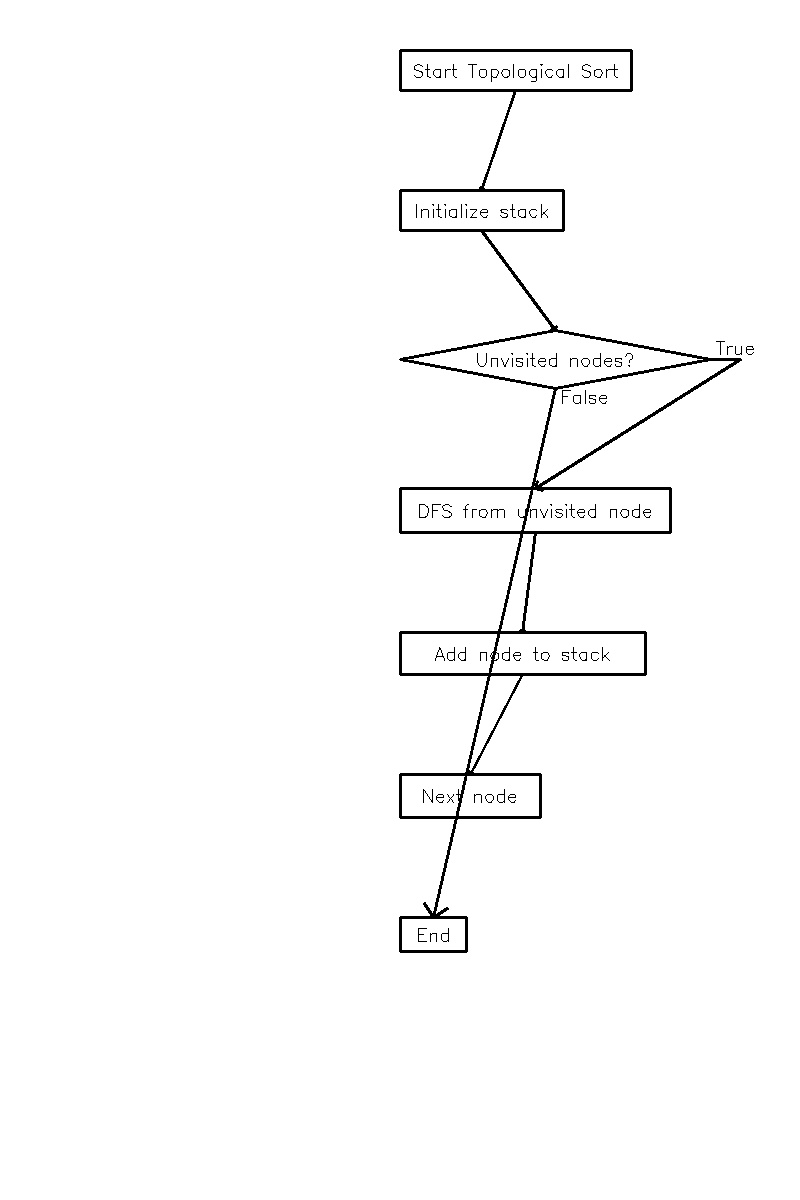 Start Topological Sort
Initialize stack
Unvisited nodes?
True
False
DFS from unvisited node
Add node to stack
Next node
End